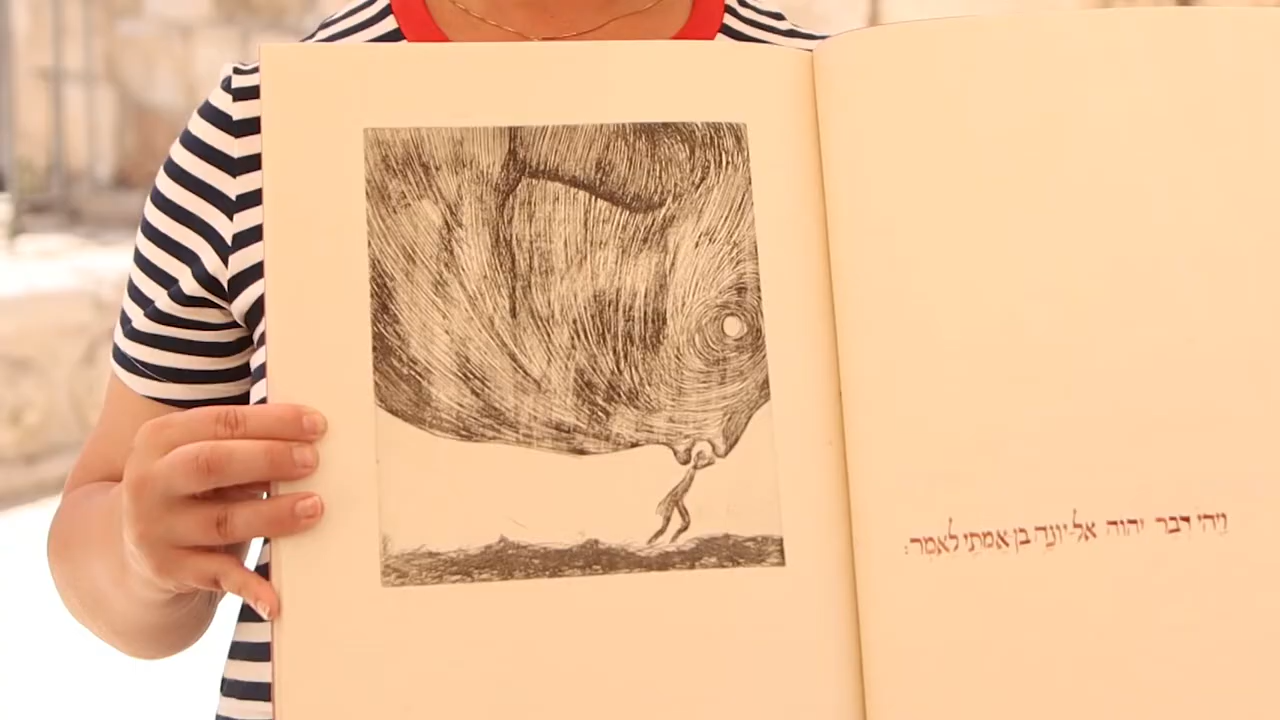 וַיְהִי דְּבַר יהוה אֶל־יוֹנָה בֶן־אֲמִתַּי לֵאמֹר׃